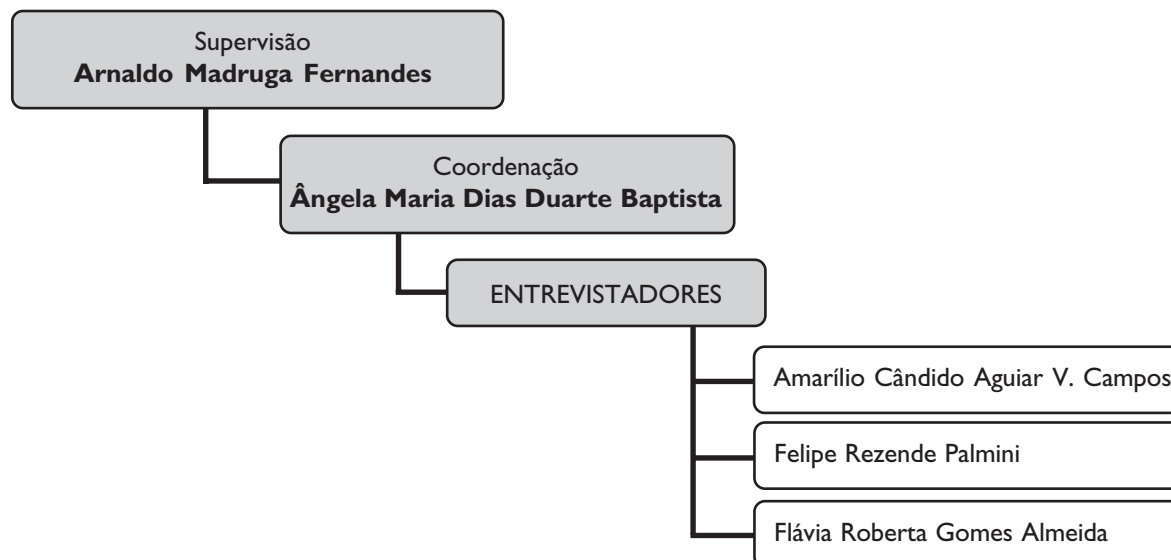 Supervisão
Arnaldo Madruga Fernandes
Coordenação
Ângela Maria Dias Duarte Baptista
ENTREVISTADORES
Amarílio Cândido Aguiar V. Campos
Felipe Rezende Palmini
Flávia Roberta Gomes Almeida